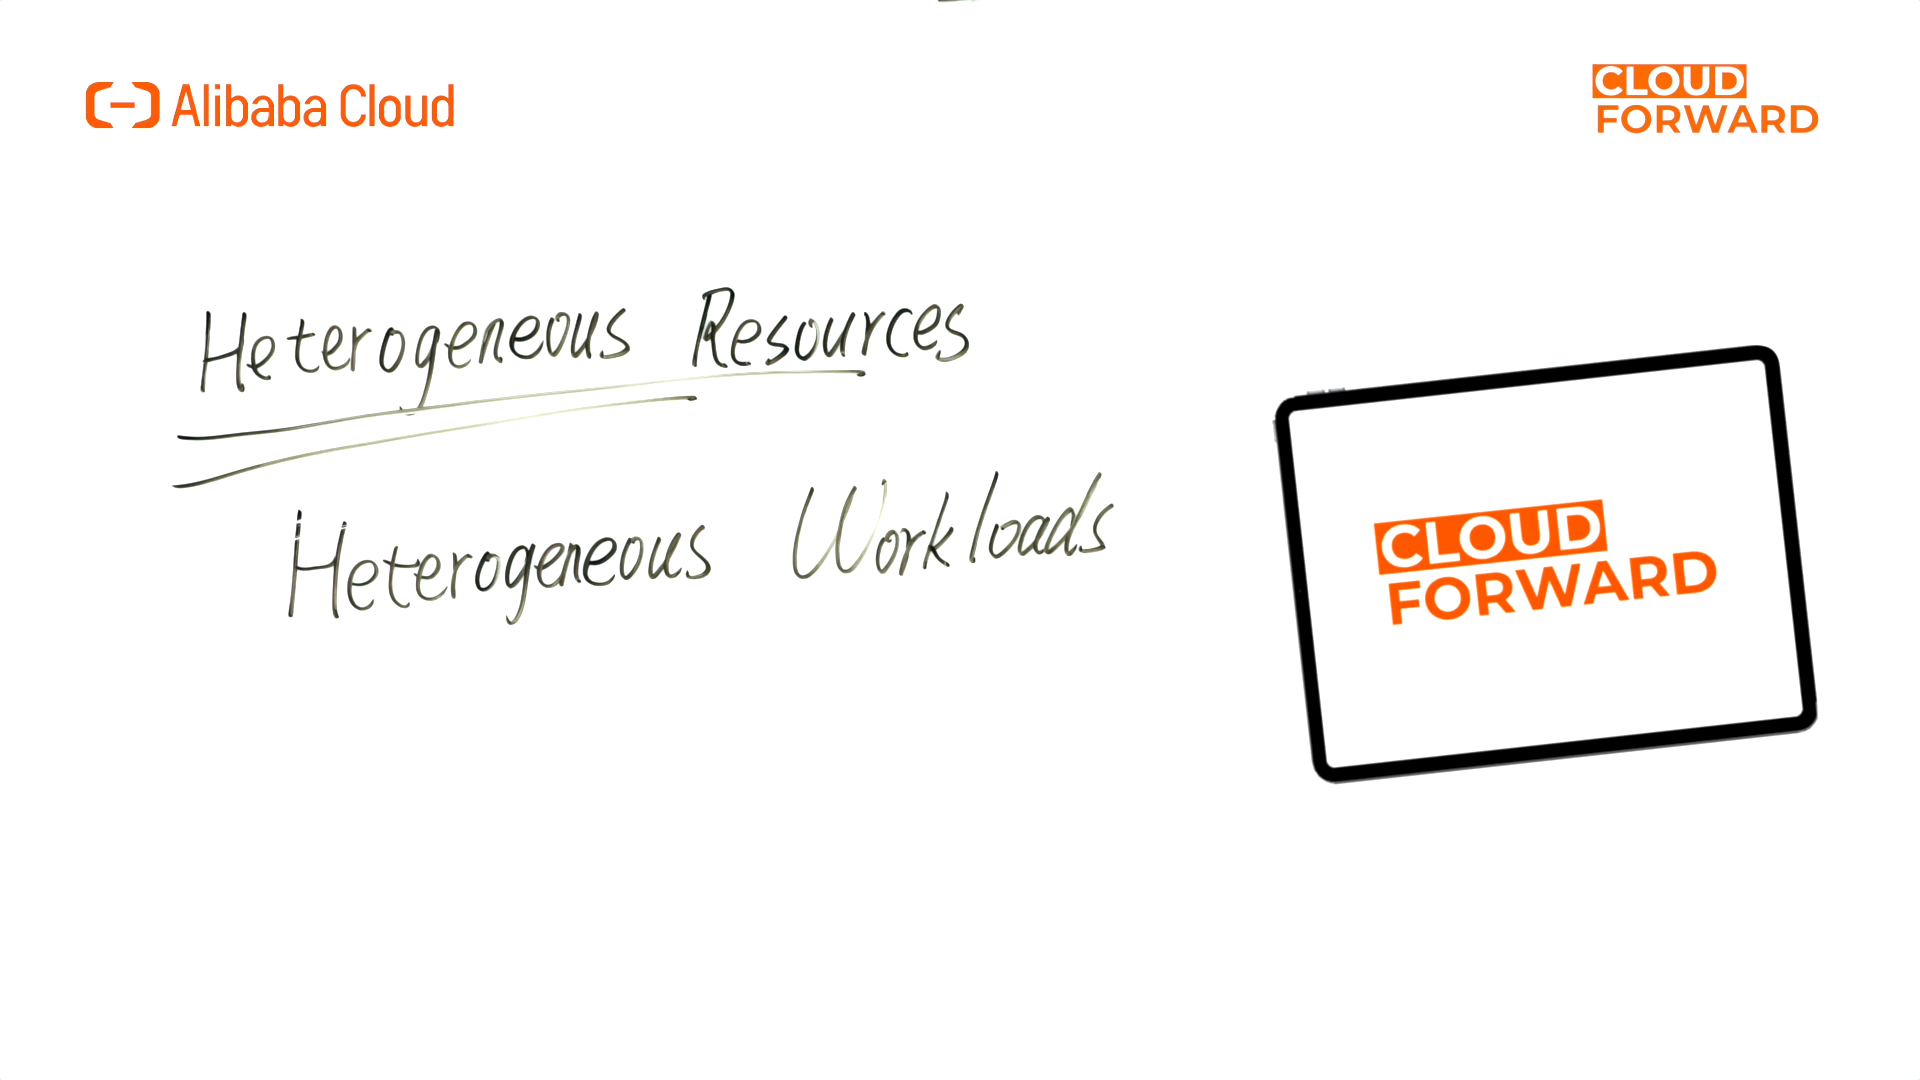 Alibaba Cloud
CLOUD
FORWARD
Heterogeneous Resources
Heterogeneous Workloads
CLOUD
FORWARD